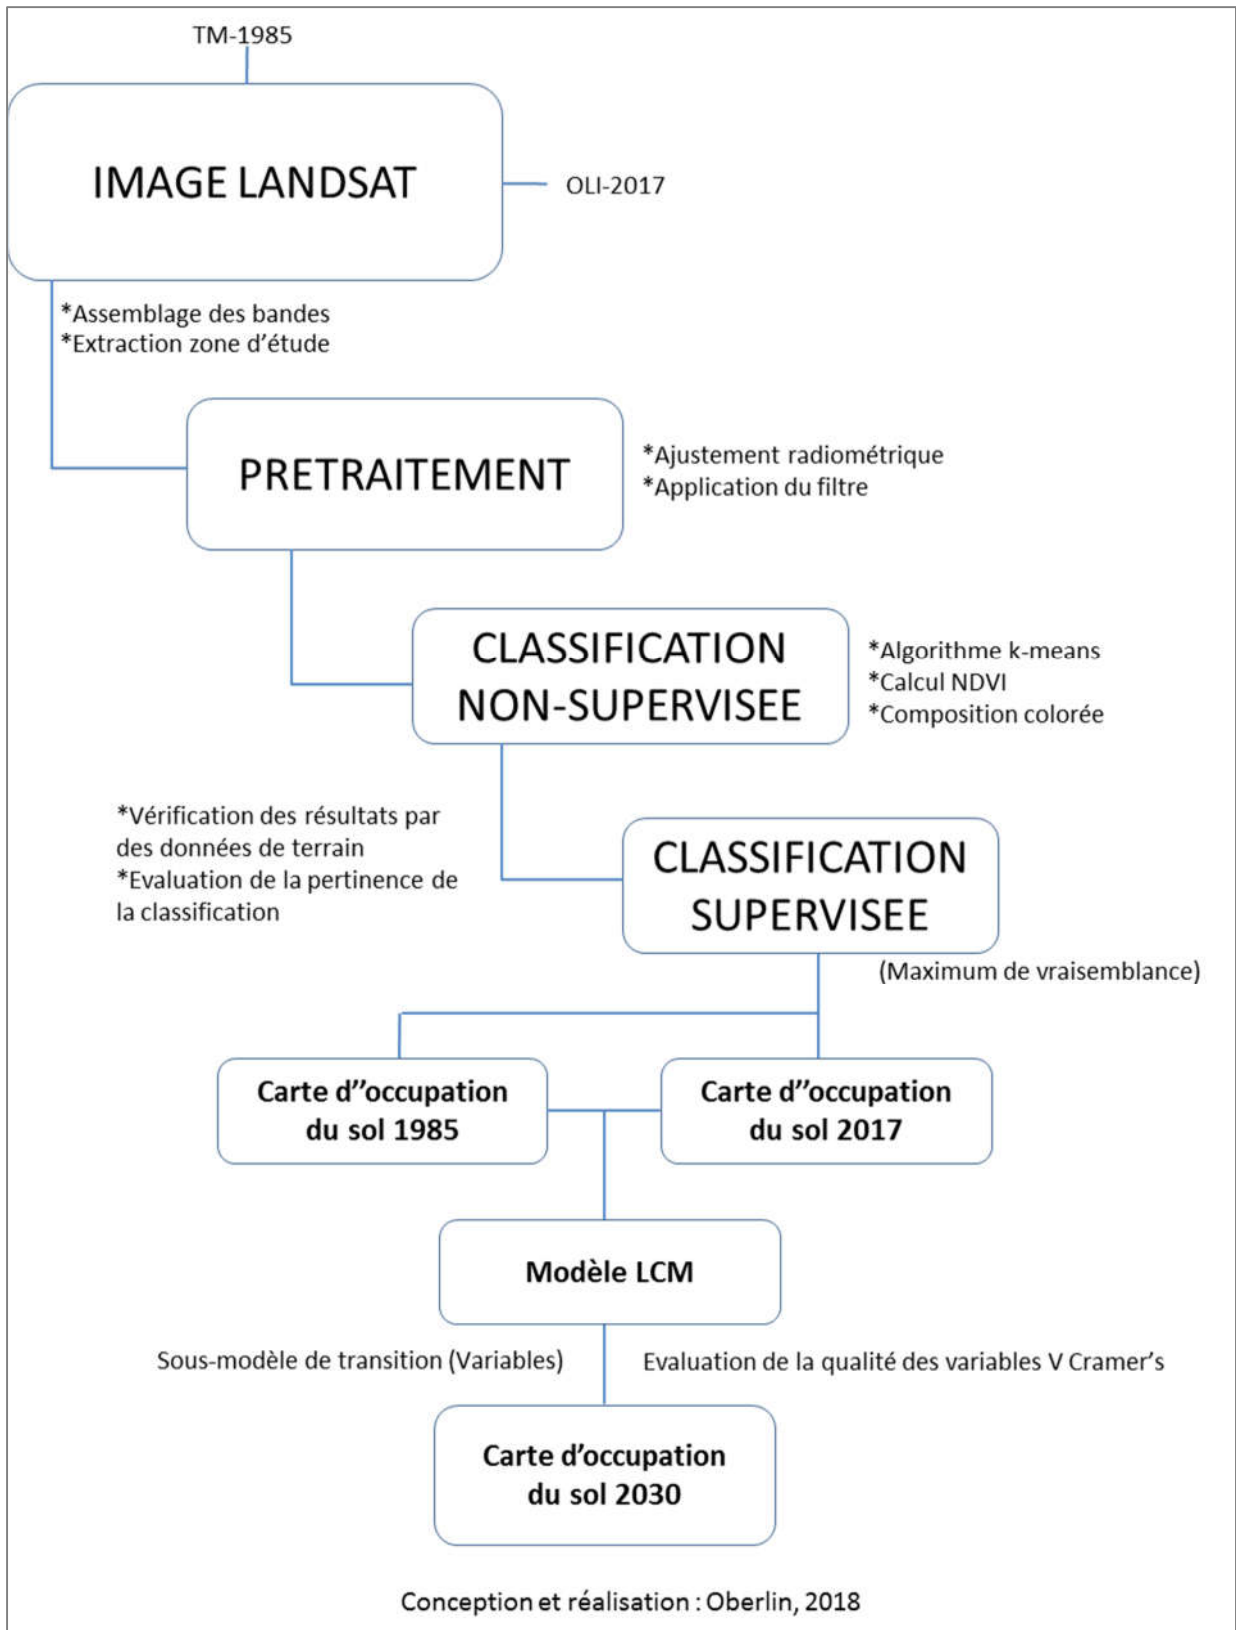 TM-1985
IMAGE LANDSAT
OLI-2017
*Assemblage des bandes
*Extraction zone d’étude
PRETRAITEMENT
*Ajustement radiométrique
*Application du filtre
CLASSIFICATION
NON-SUPERVISEE
*Algorithme k-means
*Calcul NDVI
*Composition colorée
*Vérification des résultats par
des données de terrain
*Evaluation de la pertinence de
la classification
CLASSIFICATION
SUPERVISEE
(Maximum de vraisemblance)
Carte d’’occupation
du sol 1985
Carte d’’occupation
du sol 2017
Modèle LCM
Sous-modèle de transition (Variables)
Evaluation de la qualité des variables V Cramer’s
Carte d’occupation
du sol 2030
Conception et réalisation : Oberlin, 2018